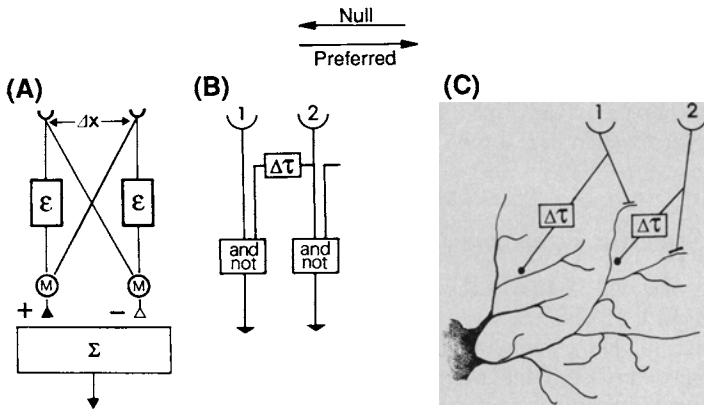 Null
Preferred
(A)
Δx
ε
ε
M
M
+
−
Σ
(B)
1
2
Δτ
and
not
and
not
(C)
1
2
Δτ
Δτ